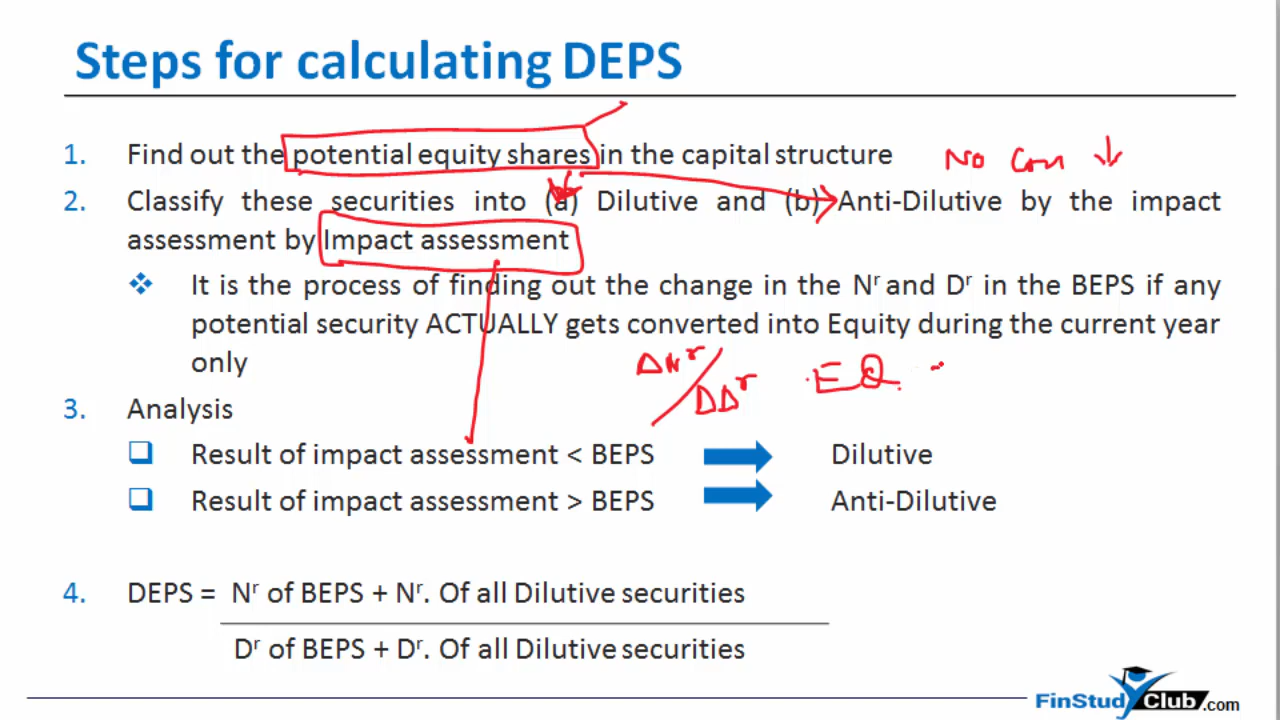 Steps for calculating DEPS
1. Find out the potential equity shares in the capital structure No Con ↓
2. Classify these securities into (a) Dilutive and (b) Anti-Dilutive by the impact
assessment by Impact assessment
❖ It is the process of finding out the change in the Nʳ and Dʳ in the BEPS if any
potential security ACTUALLY gets converted into Equity during the current year
only
ΔNʳ/ΔDʳ EQ.
3. Analysis
❑ Result of impact assessment < BEPS Dilutive
❑ Result of impact assessment > BEPS Anti-Dilutive
4. DEPS = Nʳ of BEPS + Nʳ. Of all Dilutive securities
Dʳ of BEPS + Dʳ. Of all Dilutive securities
FinStudyClub.com